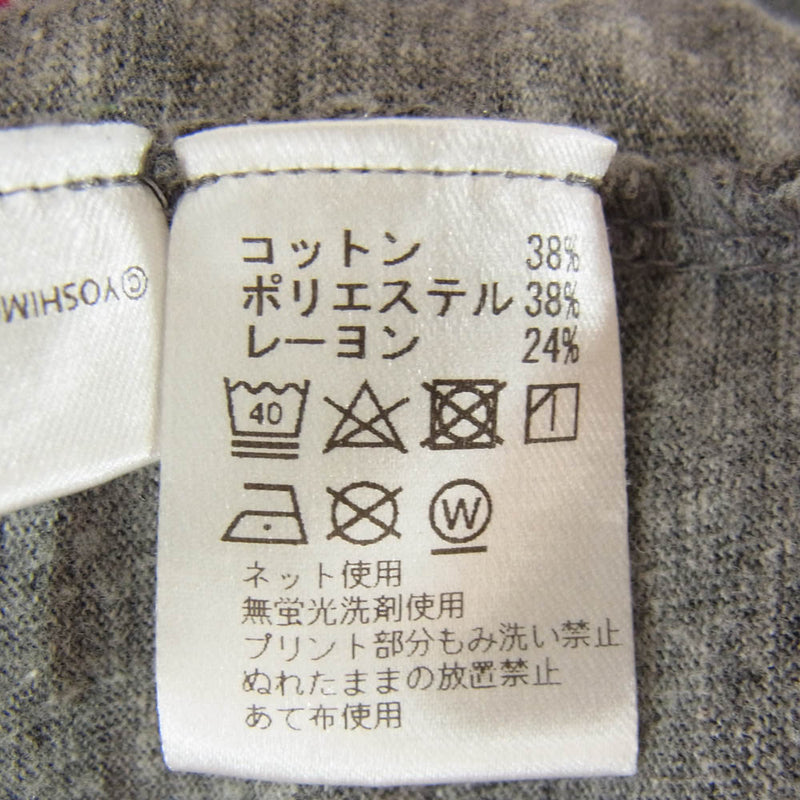 コットン 38%
ポリエステル 38%
レーヨン 24%
40
W
ネット使用
無蛍光洗剤使用
プリント部分もみ洗い禁止
ぬれたままの放置禁止
あて布使用
©YOSHIM